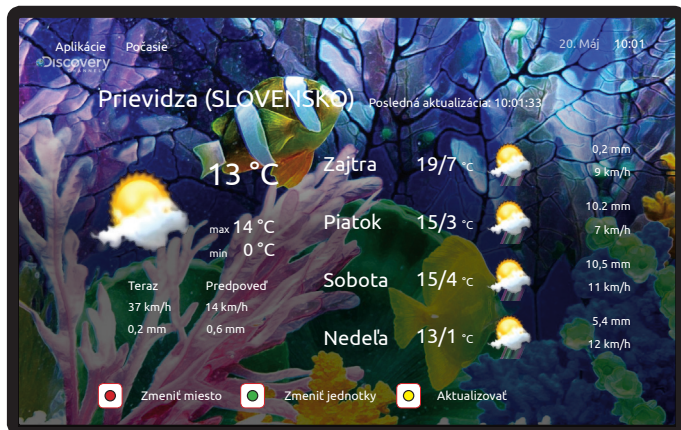 Aplikácie Počasie 20. Máj 10:01
Discovery
CHANNEL
Prievidza (SLOVENSKO) Posledná aktualizácia: 10:01:33
13 °C
max 14 °C
min 0 °C
Teraz Predpoveď
37 km/h 14 km/h
0,2 mm 0,6 mm
Zajtra 19/7 °C 0,2 mm
9 km/h
Piatok 15/3 °C 10.2 mm
7 km/h
Sobota 15/4 °C 10,5 mm
11 km/h
Nedeľa 13/1 °C 5,4 mm
12 km/h
Zmeniť miesto Zmeniť jednotky Aktualizovať